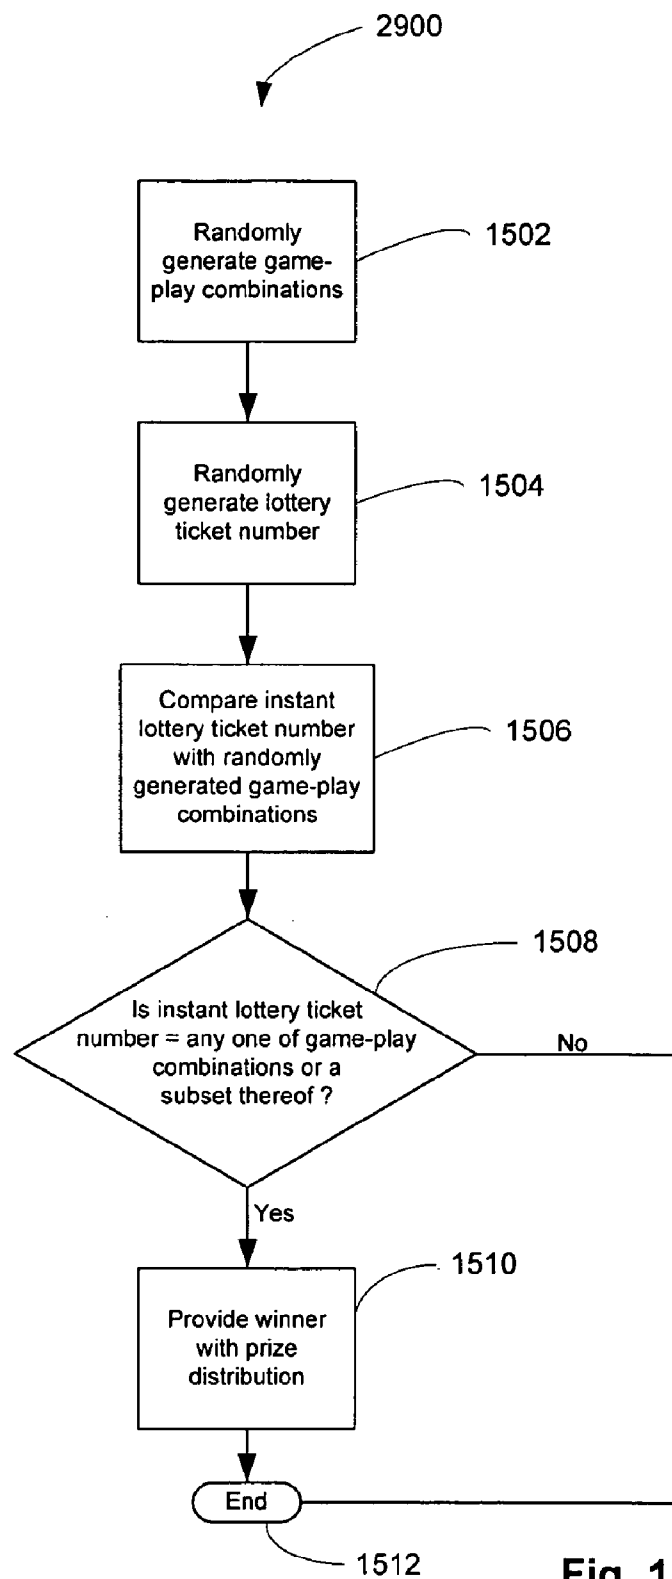 2900
Randomly
generate game-
play combinations
1502
Randomly
generate lottery
ticket number
1504
Compare instant
lottery ticket number
with randomly
generated game-play
combinations
1506
Is instant lottery ticket
number = any one of game-play
combinations or a
subset thereof ?
1508
No
Yes
Provide winner
with prize
distribution
1510
End
1512
Fig. 1